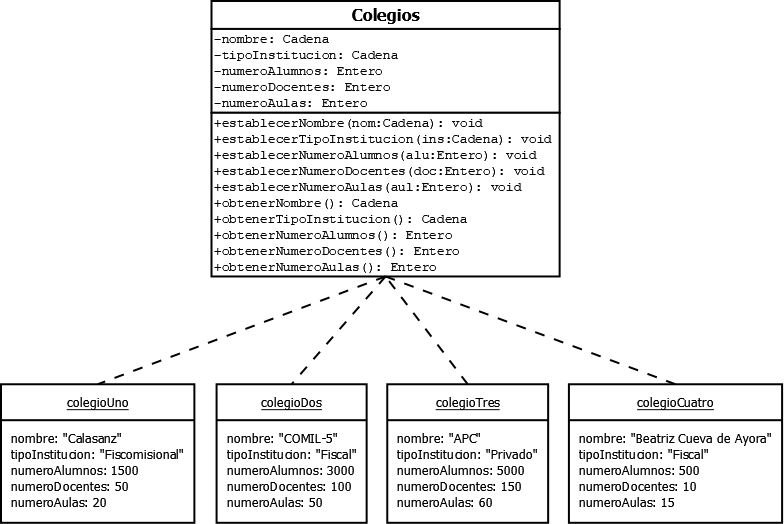 Colegios
-nombre: Cadena
-tipoInstitucion: Cadena
-numeroAlumnos: Entero
-numeroDocentes: Entero
-numeroAulas: Entero
+establecerNombre(nom:Cadena): void
+establecerTipoInstitucion(ins:Cadena): void
+establecerNumeroAlumnos(alu:Entero): void
+establecerNumeroDocentes(doc:Entero): void
+establecerNumeroAulas(aul:Entero): void
+obtenerNombre(): Cadena
+obtenerTipoInstitucion(): Cadena
+obtenerNumeroAlumnos(): Entero
+obtenerNumeroDocentes(): Entero
+obtenerNumeroAulas(): Entero
colegioUno
nombre: "Calasanz"
tipoInstitucion: "Fiscomisional"
numeroAlumnos: 1500
numeroDocentes: 50
numeroAulas: 20
colegioDos
nombre: "COMIL-5"
tipoInstitucion: "Fiscal"
numeroAlumnos: 3000
numeroDocentes: 100
numeroAulas: 50
colegioTres
nombre: "APC"
tipoInstitucion: "Privado"
numeroAlumnos: 5000
numeroDocentes: 150
numeroAulas: 60
colegioCuatro
nombre: "Beatriz Cueva de Ayora"
tipoInstitucion: "Fiscal"
numeroAlumnos: 500
numeroDocentes: 10
numeroAulas: 15